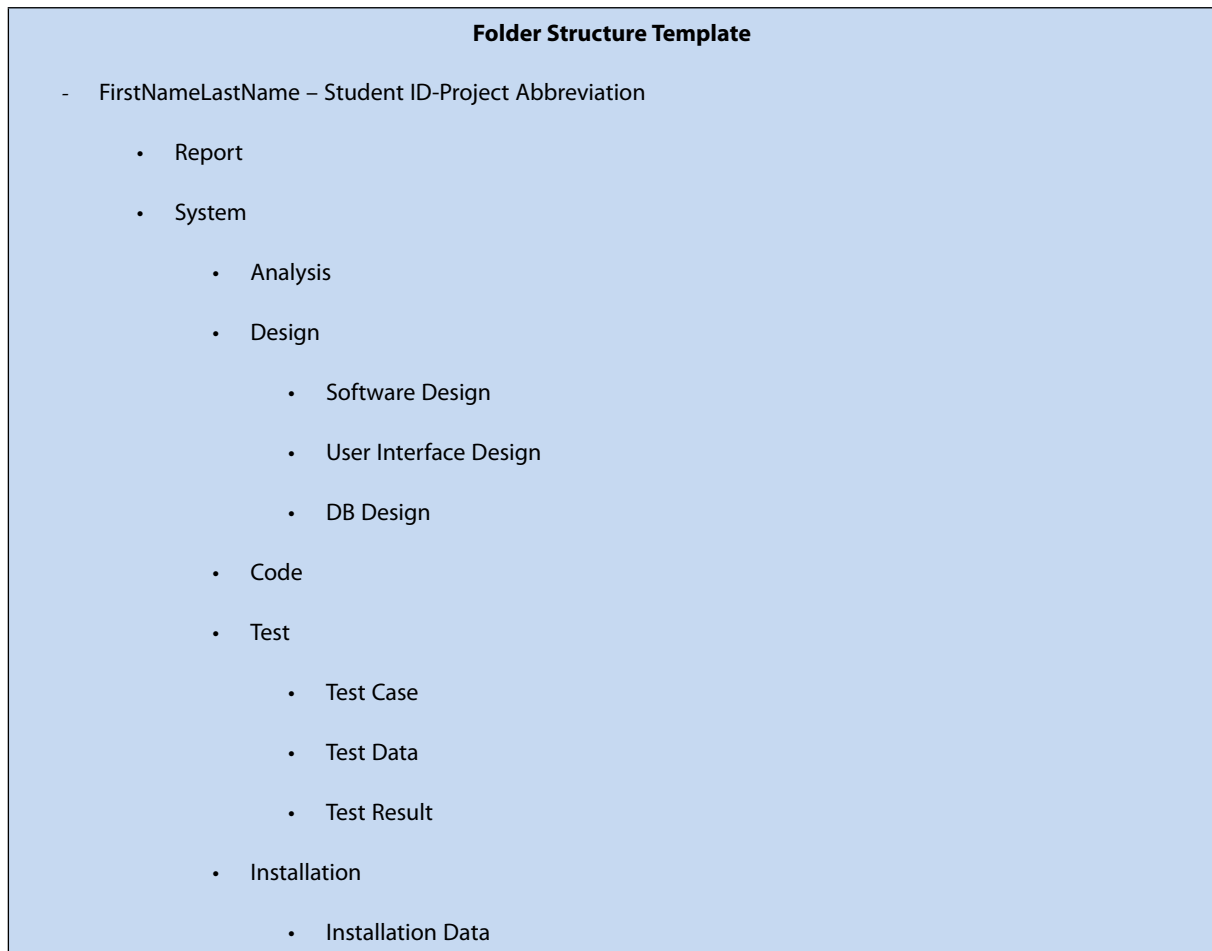 Folder Structure Template
- FirstNameLastName – Student ID-Project Abbreviation
• Report
• System
• Analysis
• Design
• Software Design
• User Interface Design
• DB Design
• Code
• Test
• Test Case
• Test Data
• Test Result
• Installation
• Installation Data